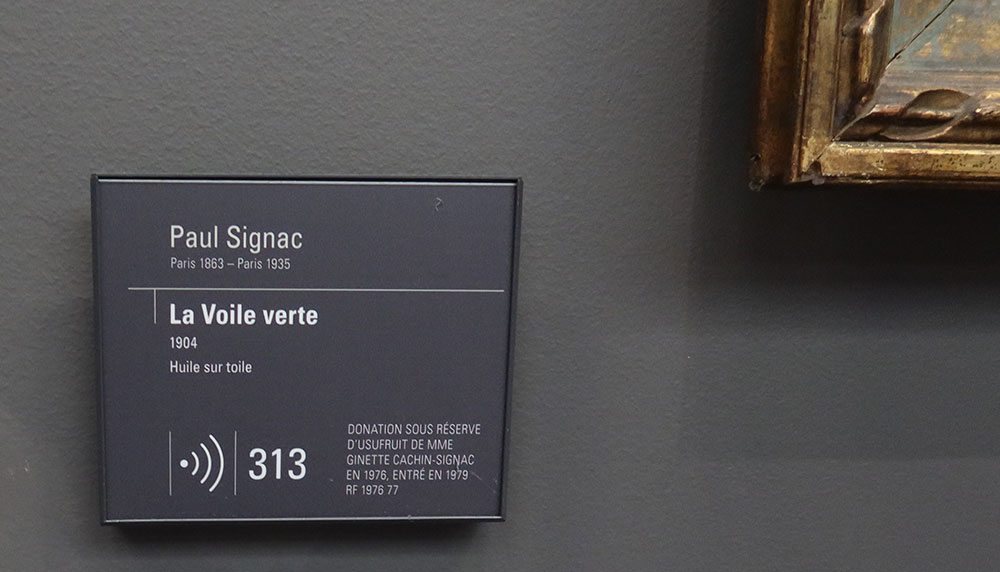 Paul Signac
Paris 1863 – Paris 1935
La Voile verte
1904
Huile sur toile
313
DONATION SOUS RÉSERVE
D'USUFRUIT DE MME
GINETTE CACHIN-SIGNAC
EN 1976, ENTRÉ EN 1979
RF 1976 77